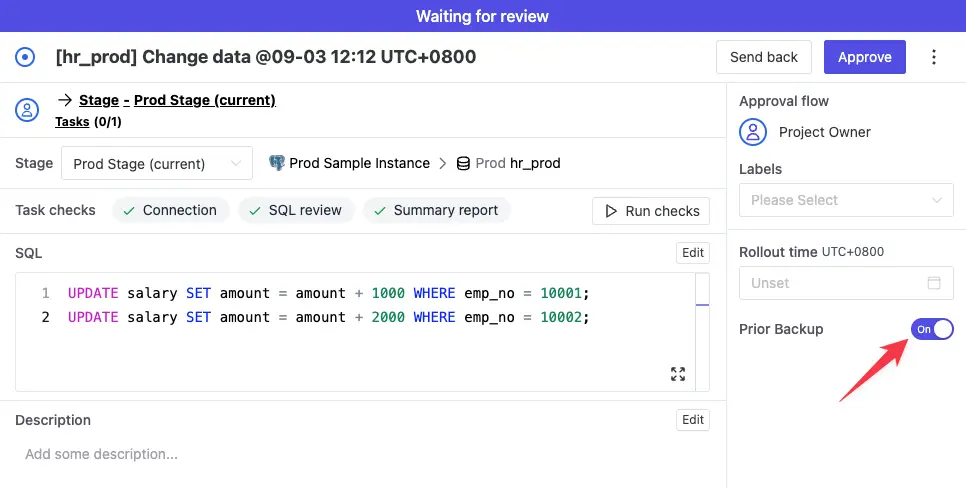 Waiting for review
[hr_prod] Change data @09-03 12:12 UTC+0800
Send back
Approve
Stage - Prod Stage (current)
Tasks (0/1)
Stage
Prod Stage (current)
Prod Sample Instance
Prod hr_prod
Task checks
Connection
SQL review
Summary report
Run checks
SQL
Edit
1 UPDATE salary SET amount = amount + 1000 WHERE emp_no = 10001;
2 UPDATE salary SET amount = amount + 2000 WHERE emp_no = 10002;
Description
Edit
Add some description...
Approval flow
Project Owner
Labels
Please Select
Rollout time UTC+0800
Unset
Prior Backup
On